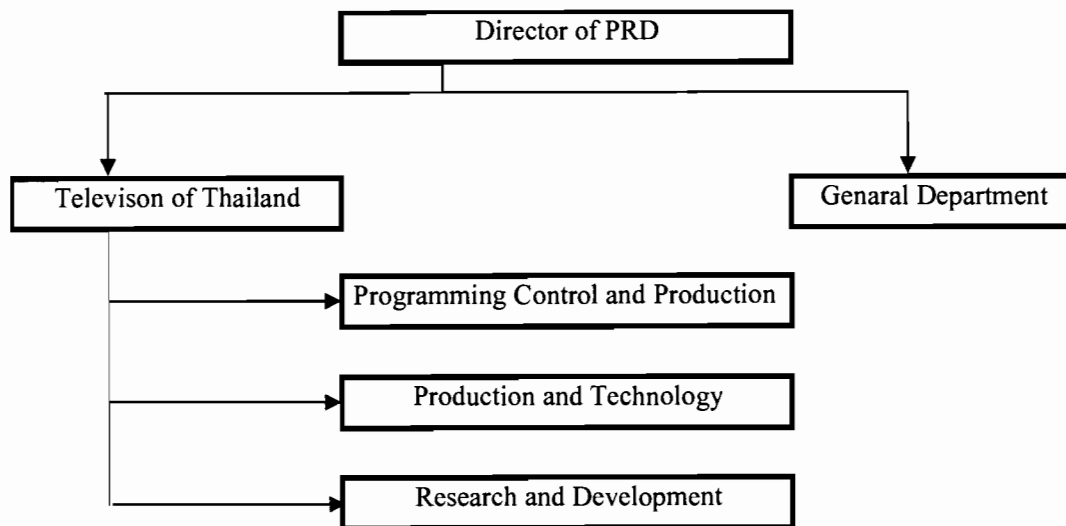 Director of PRD
Televison of Thailand
Genaral Department
Programming Control and Production
Production and Technology
Research and Development